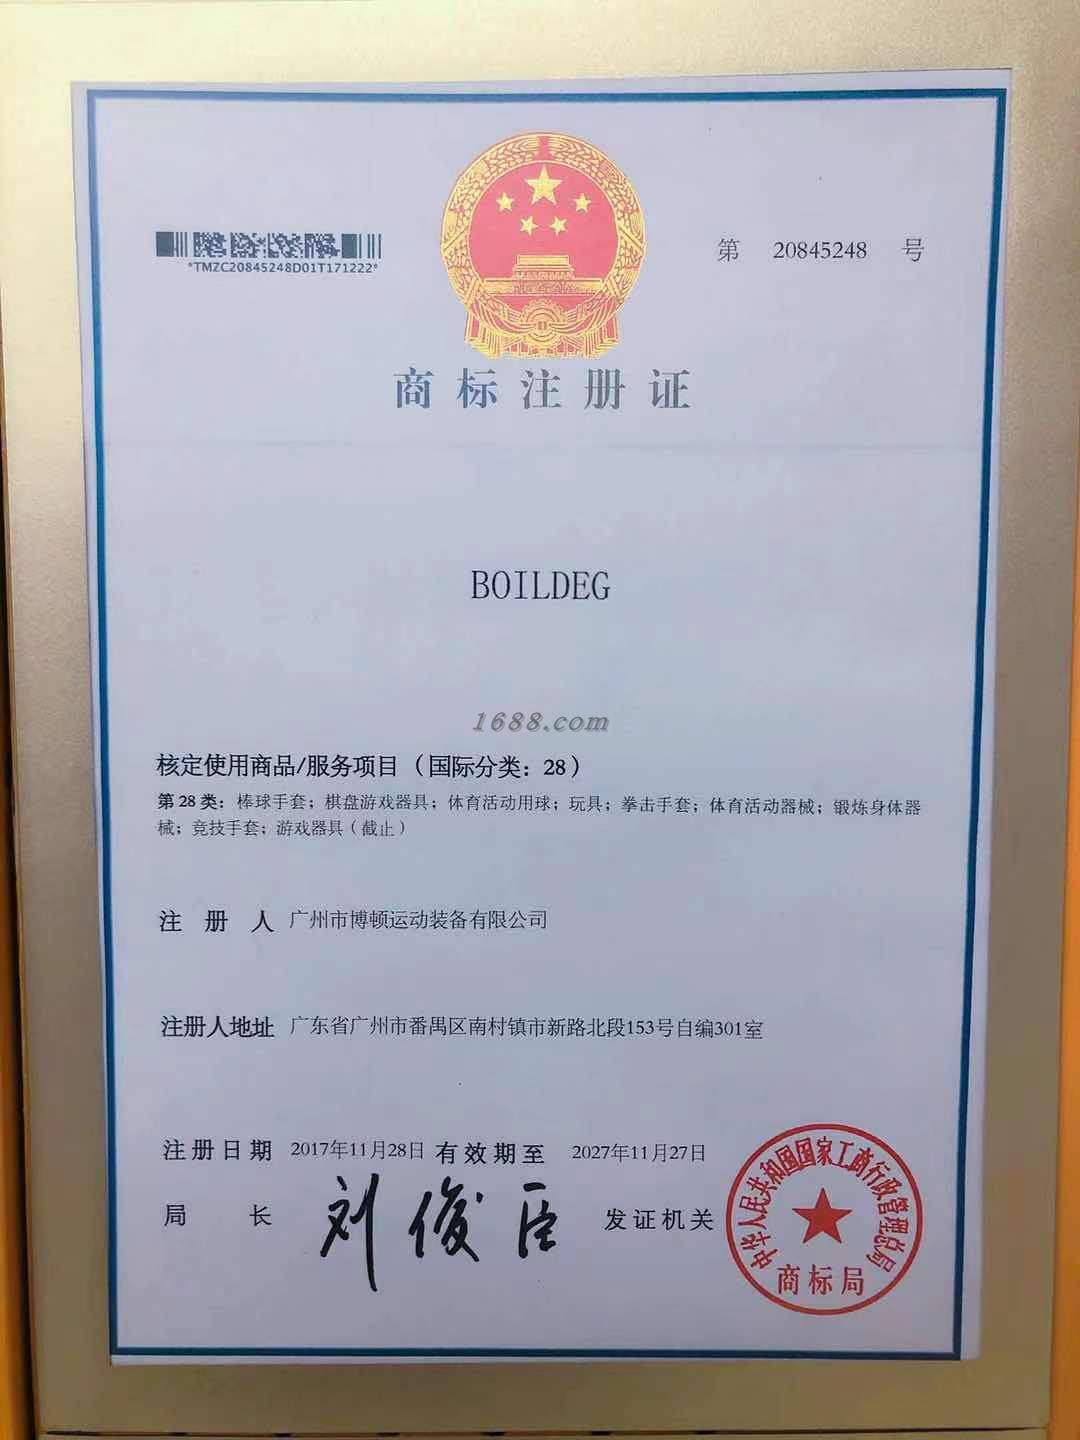 *TMZC20845248D01T171222*
第 20845248 号
商标注册证
BOILDEG
1688.com
核定使用商品/服务项目（国际分类：28）
第 28 类：棒球手套；棋盘游戏器具；体育活动用球；玩具；拳击手套；体育活动器械；锻炼身体器
械；竞技手套；游戏器具（截止）
注册人 广州市博顿运动装备有限公司
注册人地址 广东省广州市番禺区南村镇市新路北段153号自编301室
注册日期 2017年11月28日 有效期至 2027年11月27日
局长 刘俊臣 发证机关
中华人民共和国国家工商行政管理总局
商标局